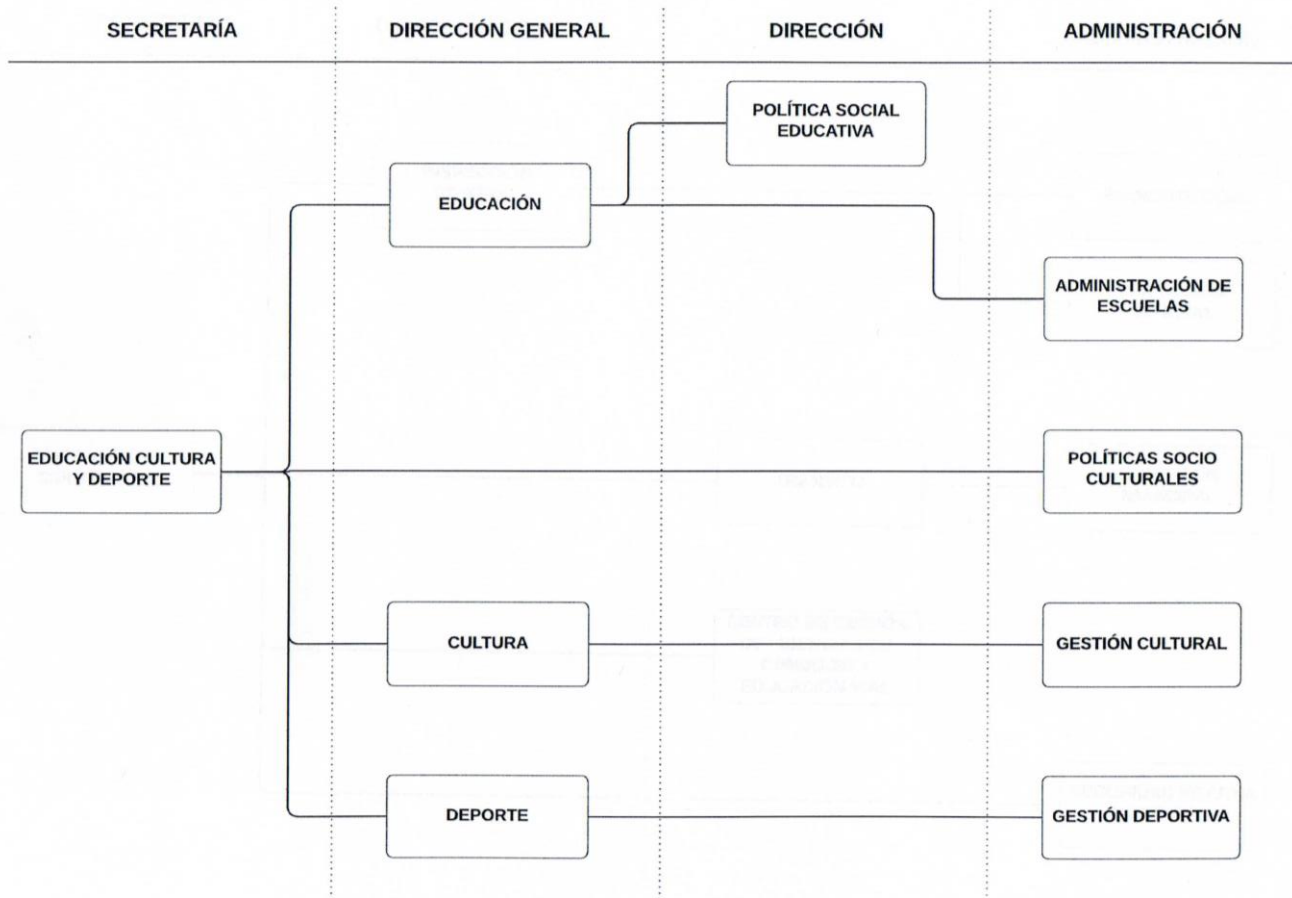 SECRETARÍA
DIRECCIÓN GENERAL
DIRECCIÓN
ADMINISTRACIÓN
POLÍTICA SOCIAL
EDUCATIVA
EDUCACIÓN
ADMINISTRACIÓN DE
ESCUELAS
EDUCACIÓN CULTURA
Y DEPORTE
POLÍTICAS SOCIO
CULTURALES
CULTURA
GESTIÓN CULTURAL
DEPORTE
GESTIÓN DEPORTIVA